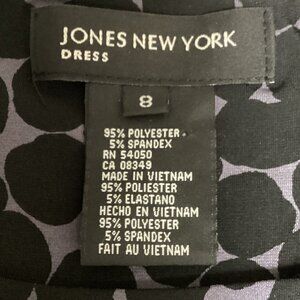 JONES NEW YORK
DRESS
8
95% POLYESTER
5% SPANDEX
RN 54050
CA 08349
MADE IN VIETNAM
95% POLIESTER
5% ELASTANO
HECHO EN VIETNAM
95% POLYESTER
5% SPANDEX
FAIT AU VIETNAM